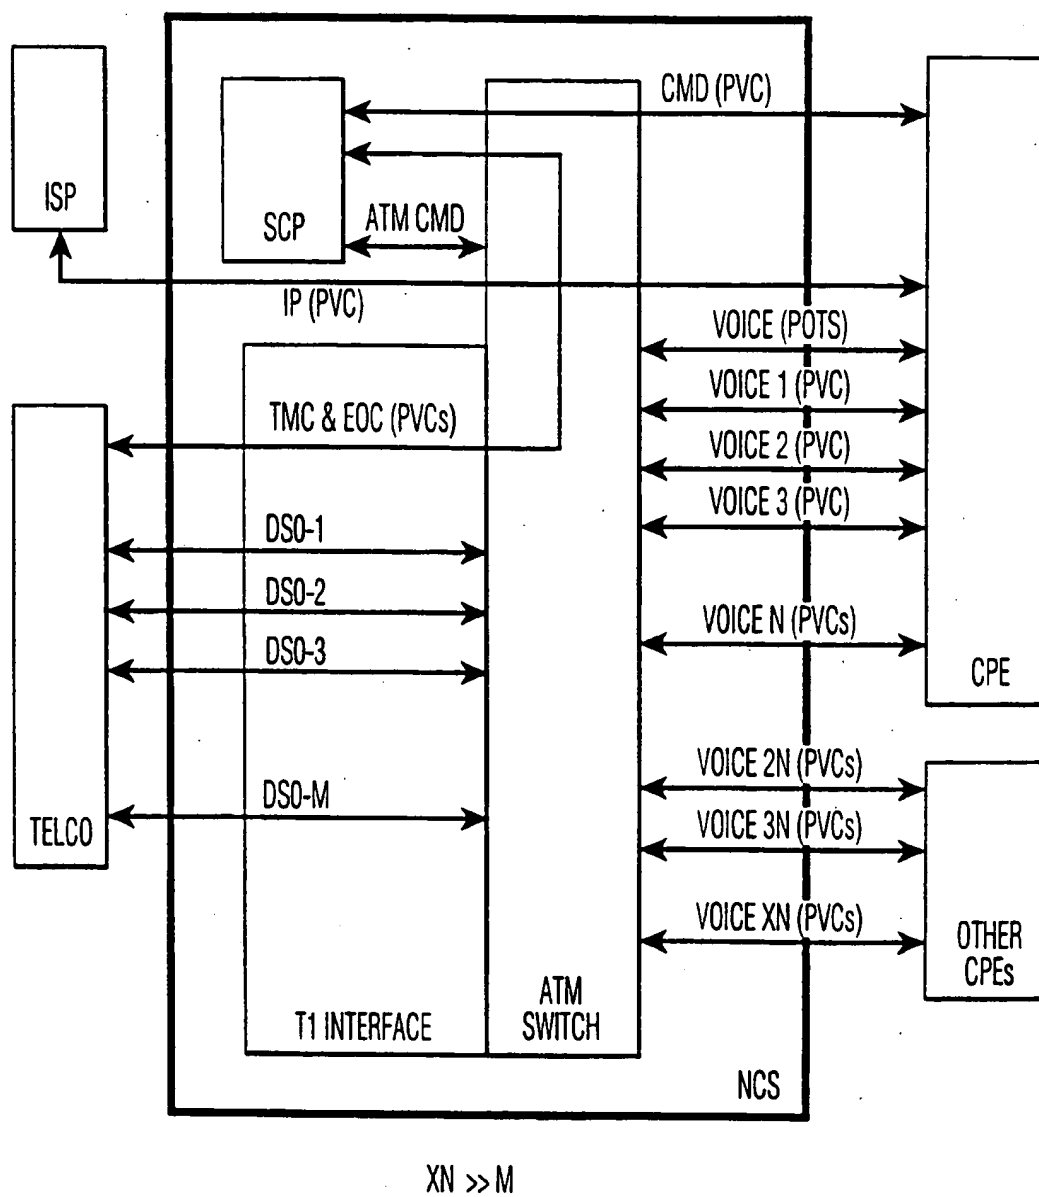 CMD (PVC)
ISP
SCP
ATM CMD
IP (PVC)
VOICE (POTS)
VOICE 1 (PVC)
TMC & EOC (PVCs)
VOICE 2 (PVC)
VOICE 3 (PVC)
DS0-1
DS0-2
VOICE N (PVCs)
DS0-3
CPE
VOICE 2N (PVCs)
DS0-M
TELCO
VOICE 3N (PVCs)
VOICE XN (PVCs)
OTHER
CPEs
ATM
SWITCH
T1 INTERFACE
NCS
XN >> M